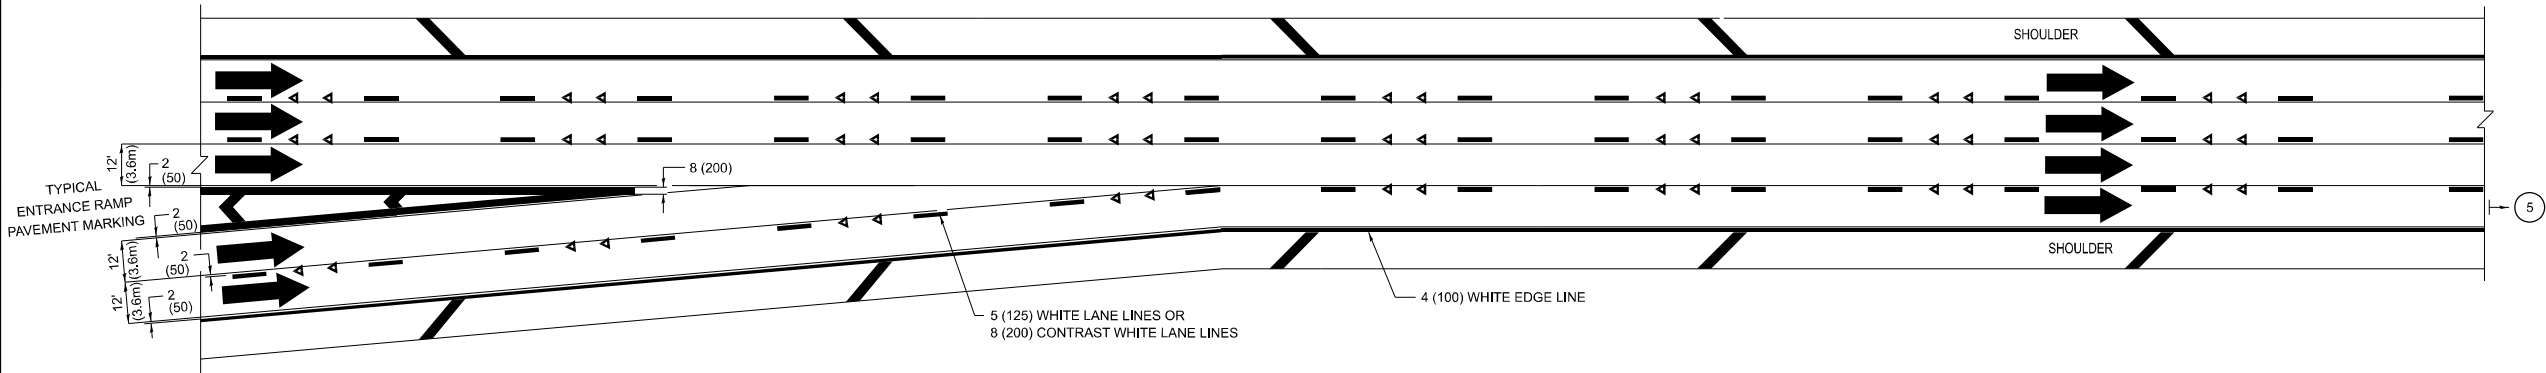 SHOULDER
12'
(3.6m)
2
(50)
8 (200)
TYPICAL
ENTRANCE RAMP
PAVEMENT MARKING
2
(50)
5
12'
(3.6m)
2
(50)
SHOULDER
12'
(3.6m)
2
(50)
4 (100) WHITE EDGE LINE
5 (125) WHITE LANE LINES OR
8 (200) CONTRAST WHITE LANE LINES